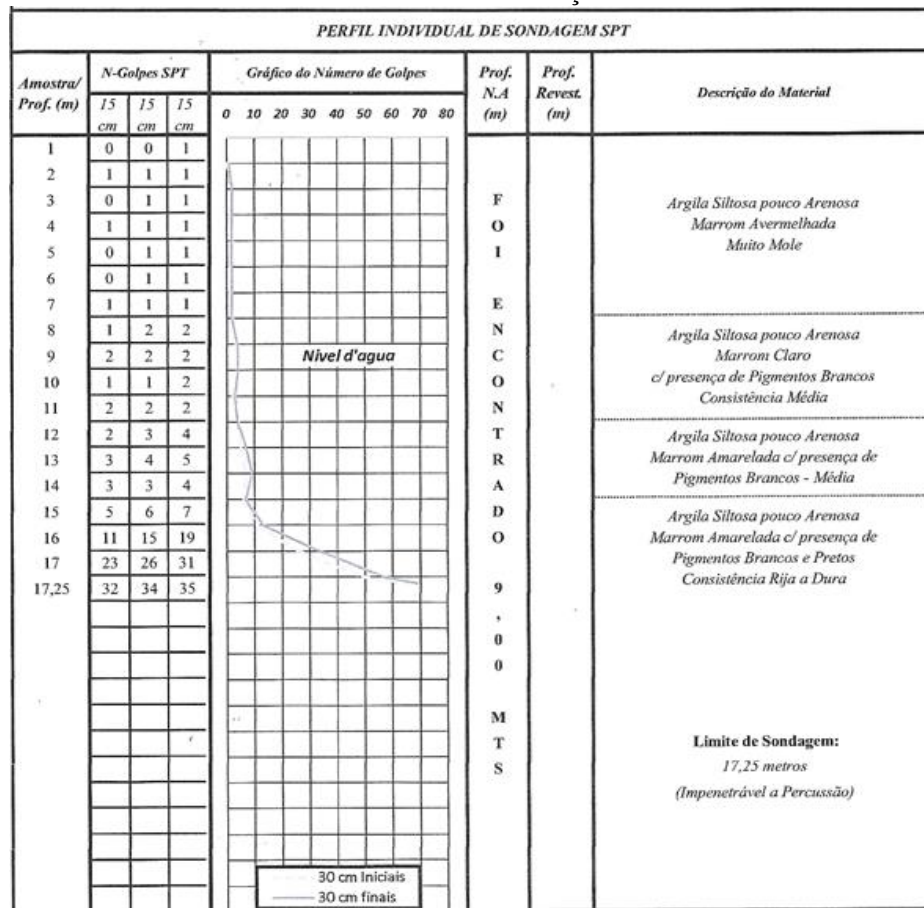 PERFIL INDIVIDUAL DE SONDAGEM SPT
Amostra/ Prof. (m)
N-Golpes SPT
15 cm 15 cm 15 cm
Gráfico do Número de Golpes
0 10 20 30 40 50 60 70 80
Prof. N.A (m)
Prof. Revest. (m)
Descrição do Material
1 0 0 1
2 1 1 1
3 0 1 1
4 1 1 1
5 0 1 1
6 0 1 1
7 1 1 1
8 1 2 2
9 2 2 2
10 1 1 2
11 2 2 2
12 2 3 4
13 3 4 5
14 3 3 4
15 5 6 7
16 11 15 19
17 23 26 31
17,25 32 34 35
Nivel d'agua
30 cm Iniciais
30 cm finais
FOI ENCONTRADO 9,00 MTS
Argila Siltosa pouco Arenosa
Marrom Avermelhada
Muito Mole
Argila Siltosa pouco Arenosa
Marrom Claro
c/ presença de Pigmentos Brancos
Consistência Média
Argila Siltosa pouco Arenosa
Marrom Amarelada c/ presença de
Pigmentos Brancos - Média
Argila Siltosa pouco Arenosa
Marrom Amarelada c/ presença de
Pigmentos Brancos e Pretos
Consistência Rija a Dura
Limite de Sondagem:
17,25 metros
(Impenetrável a Percussão)